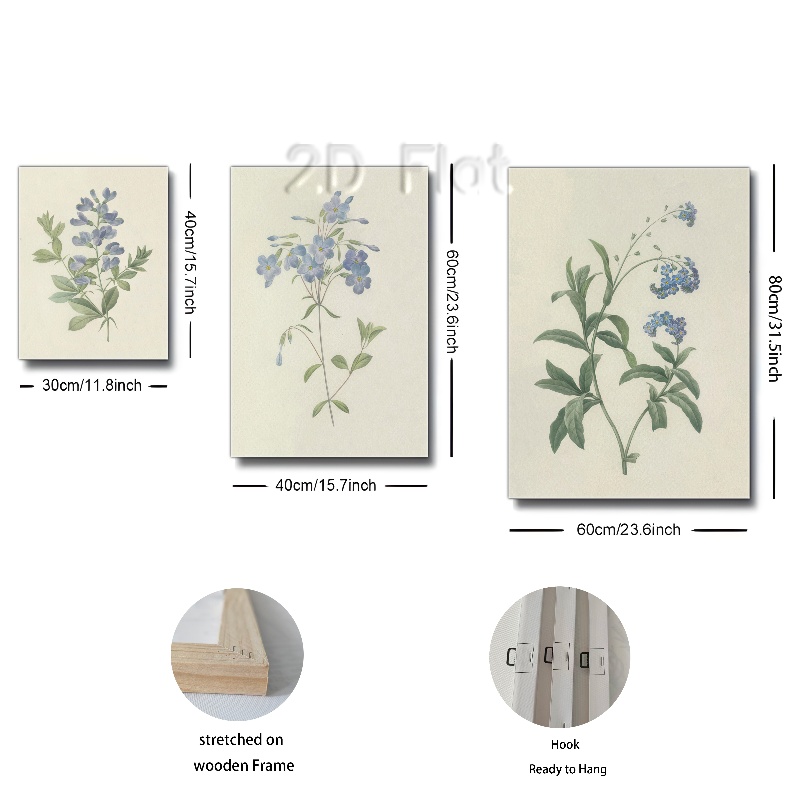 2D Flat
40cm/15.7inch
30cm/11.8inch
60cm/23.6inch
40cm/15.7inch
80cm/31.5inch
60cm/23.6inch
stretched on
wooden Frame
Hook
Ready to Hang